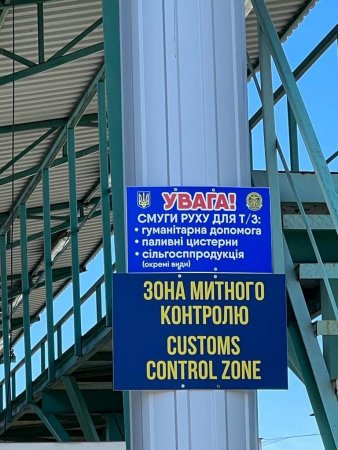 УВАГА!
СМУГИ РУХУ ДЛЯ Т/З:
• гуманітарна допомога
• паливні цистерни
• сільгосппродукція
(окремі види)
ЗОНА МИТНОГО
КОНТРОЛЮ
CUSTOMS
CONTROL ZONE